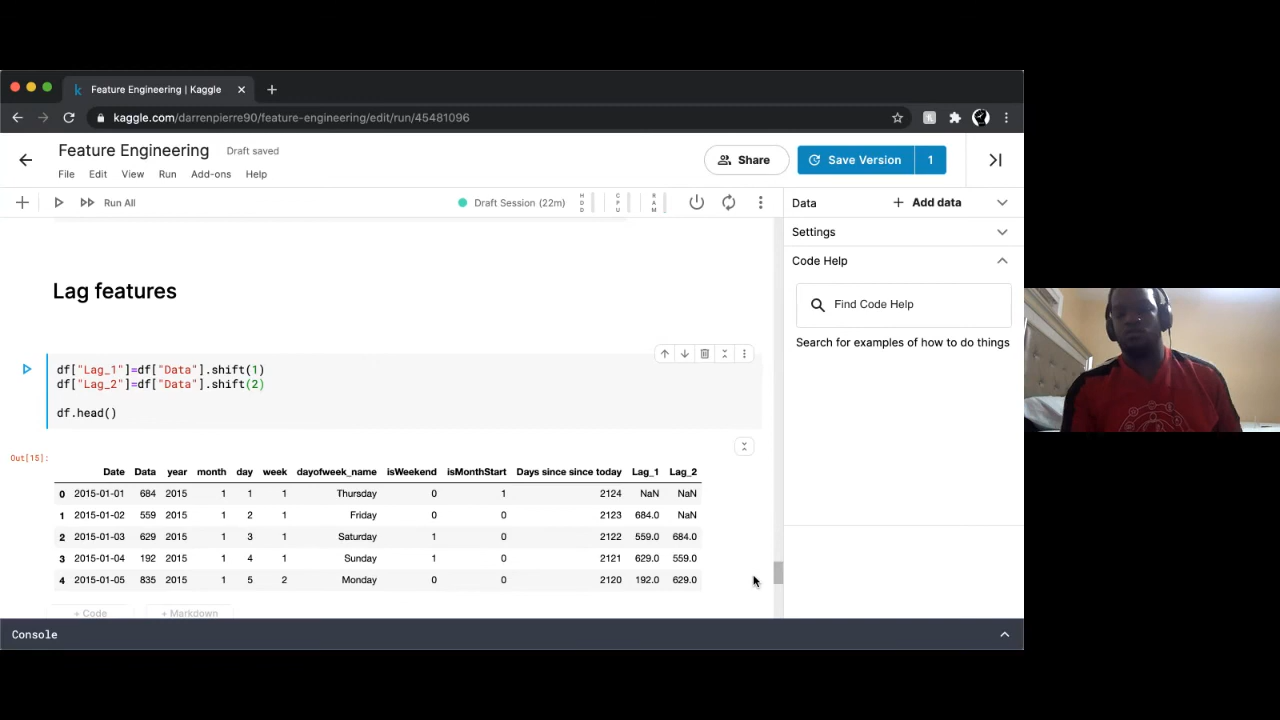 Feature Engineering | Kaggle
kaggle.com/darrenpierre90/feature-engineering/edit/run/45481096
Feature Engineering Draft saved
File Edit View Run Add-ons Help
Share Save Version 1
Run All Draft Session (22m) HDD CPU RAM
Data + Add data
Settings
Code Help
Find Code Help
Search for examples of how to do things
Lag features
df["Lag_1"]=df["Data"].shift(1)
df["Lag_2"]=df["Data"].shift(2)
df.head()
Out[15]:
Date Data year month day week dayofweek_name isWeekend isMonthStart Days since since today Lag_1 Lag_2
0 2015-01-01 684 2015 1 1 1 Thursday 0 1 2124 NaN NaN
1 2015-01-02 559 2015 1 2 1 Friday 0 0 2123 684.0 NaN
2 2015-01-03 629 2015 1 3 1 Saturday 1 0 2122 559.0 684.0
3 2015-01-04 192 2015 1 4 1 Sunday 1 0 2121 629.0 559.0
4 2015-01-05 835 2015 1 5 2 Monday 0 0 2120 192.0 629.0
+ Code + Markdown
Console